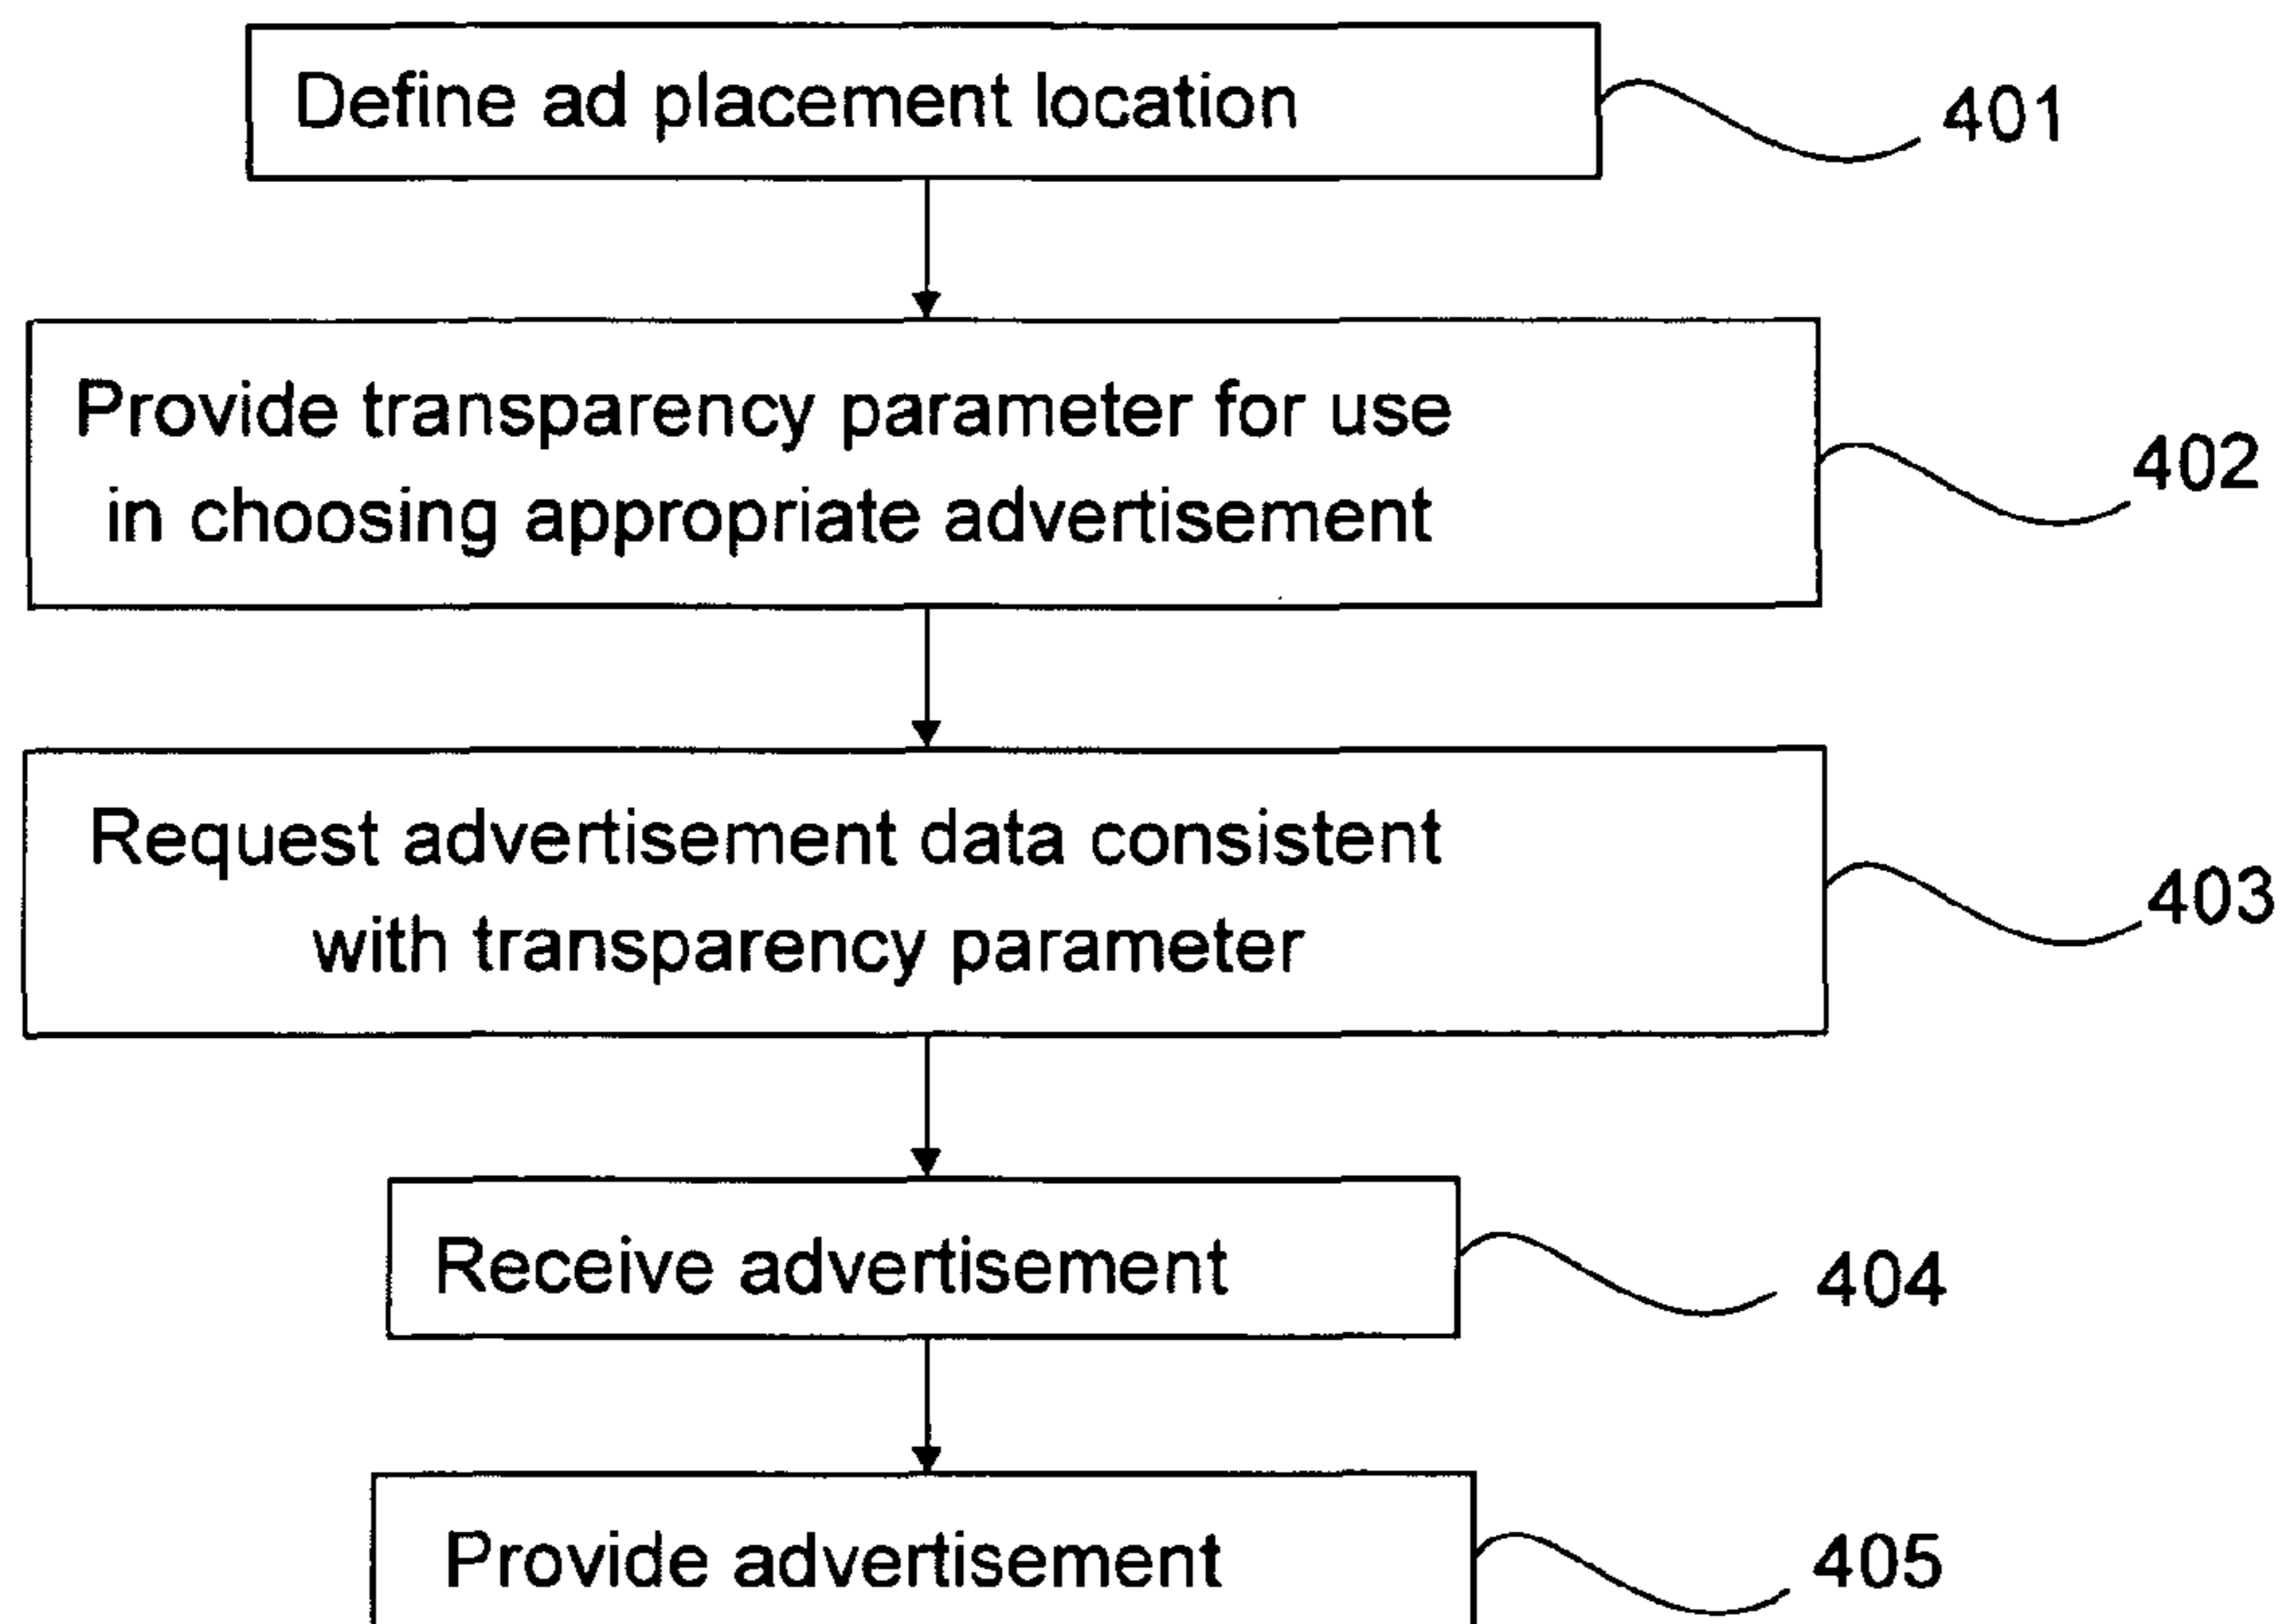 Define ad placement location
401
Provide transparency parameter for use
in choosing appropriate advertisement
402
Request advertisement data consistent
with transparency parameter
403
Receive advertisement
404
Provide advertisement
405